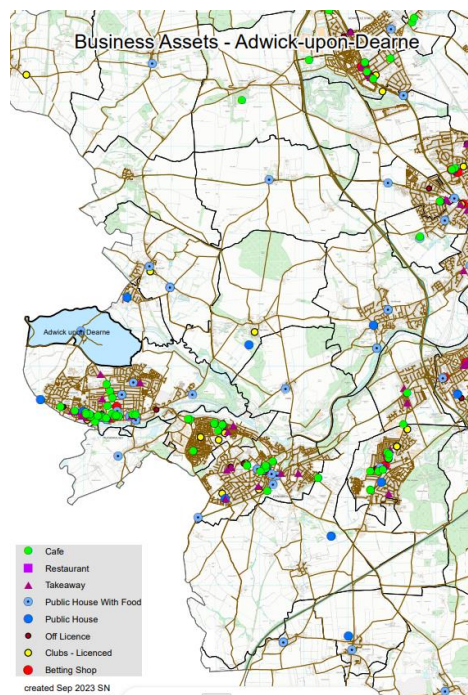 Business Assets - Adwick-upon-Dearne
Adwick upon Dearne
Cafe
Restaurant
Takeaway
Public House With Food
Public House
Off Licence
Clubs - Licenced
Betting Shop
created Sep 2023 SN